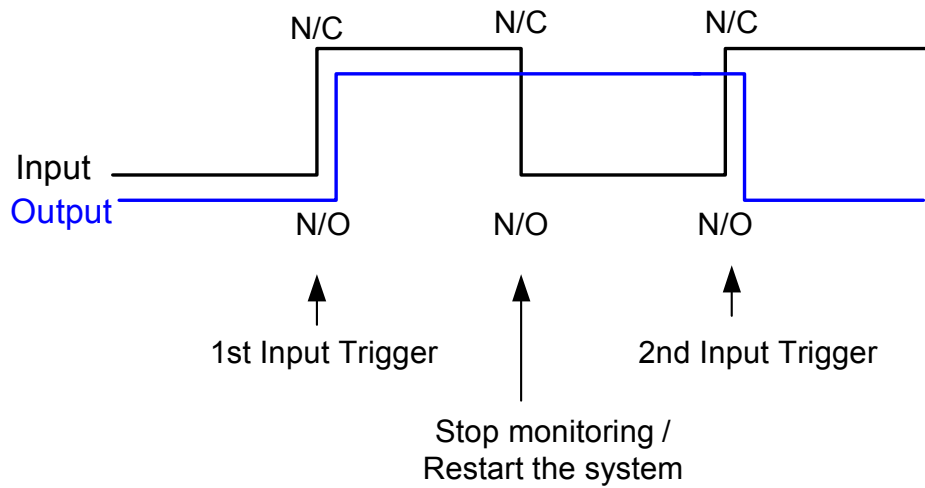 N/C
N/C
N/C
Input
Output
N/O
N/O
N/O
1st Input Trigger
2nd Input Trigger
Stop monitoring /
Restart the system